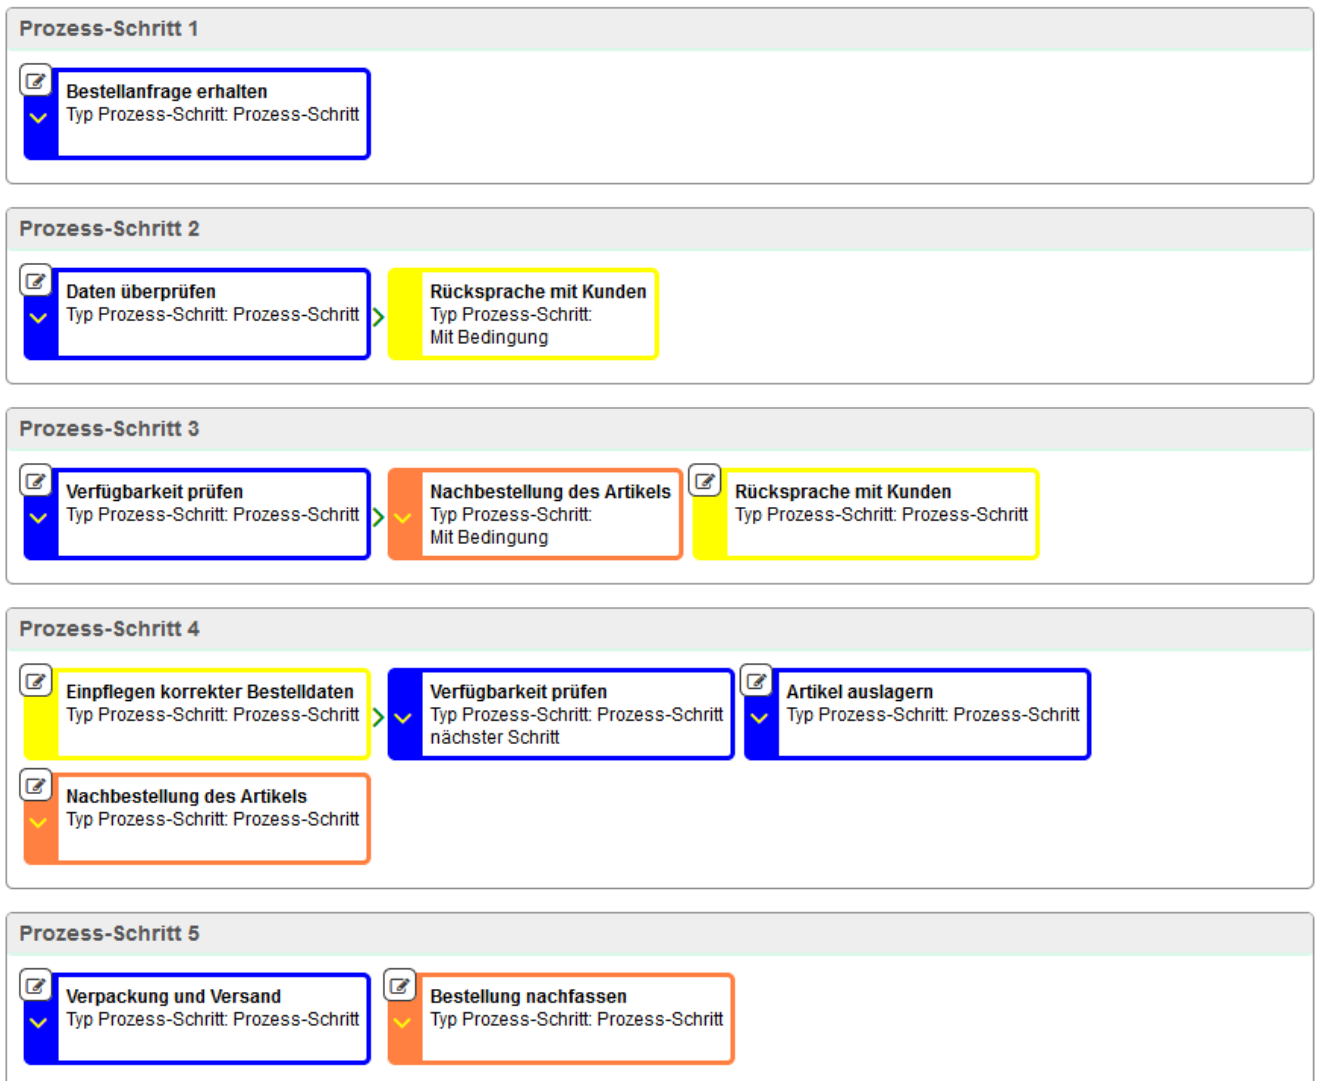 Prozess-Schritt 1
Bestellanfrage erhalten
Typ Prozess-Schritt: Prozess-Schritt
Prozess-Schritt 2
Daten überprüfen
Typ Prozess-Schritt: Prozess-Schritt
Rücksprache mit Kunden
Typ Prozess-Schritt:
Mit Bedingung
Prozess-Schritt 3
Verfügbarkeit prüfen
Typ Prozess-Schritt: Prozess-Schritt
Nachbestellung des Artikels
Typ Prozess-Schritt:
Mit Bedingung
Rücksprache mit Kunden
Typ Prozess-Schritt: Prozess-Schritt
Prozess-Schritt 4
Einpflegen korrekter Bestelldaten
Typ Prozess-Schritt: Prozess-Schritt
Verfügbarkeit prüfen
Typ Prozess-Schritt: Prozess-Schritt
nächster Schritt
Artikel auslagern
Typ Prozess-Schritt: Prozess-Schritt
Nachbestellung des Artikels
Typ Prozess-Schritt: Prozess-Schritt
Prozess-Schritt 5
Verpackung und Versand
Typ Prozess-Schritt: Prozess-Schritt
Bestellung nachfassen
Typ Prozess-Schritt: Prozess-Schritt